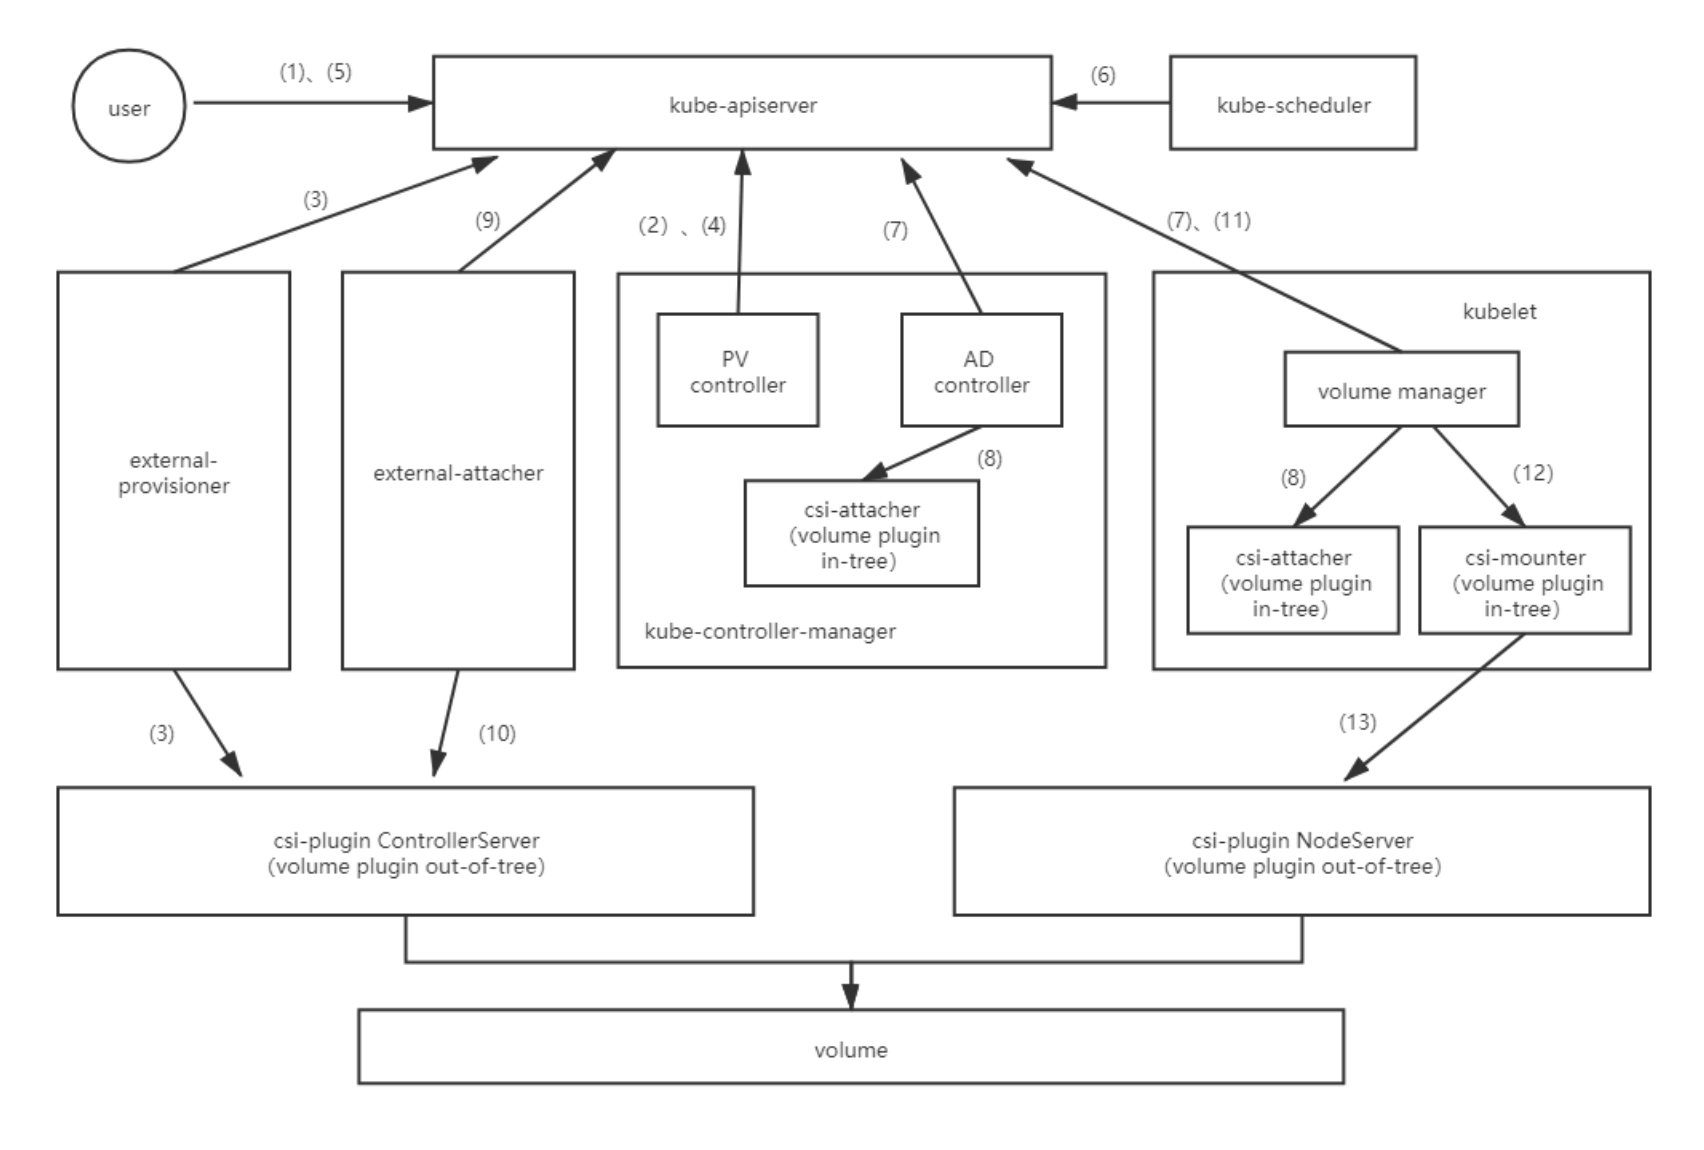 (1)、(5)
(6)
user
kube-apiserver
kube-scheduler
(3)
(9)
(2）、(4)
(7)
(7)、(11)
kubelet
PV
controller
AD
controller
volume manager
external-
provisioner
external-attacher
(8)
(8)
(12)
csi-attacher
(volume plugin
in-tree）
csi-attacher
(volume plugin
in-tree）
csi-mounter
(volume plugin
in-tree）
kube-controller-manager
(3)
(10)
(13)
csi-plugin ControllerServer
(volume plugin out-of-tree）
csi-plugin NodeServer
(volume plugin out-of-tree）
volume